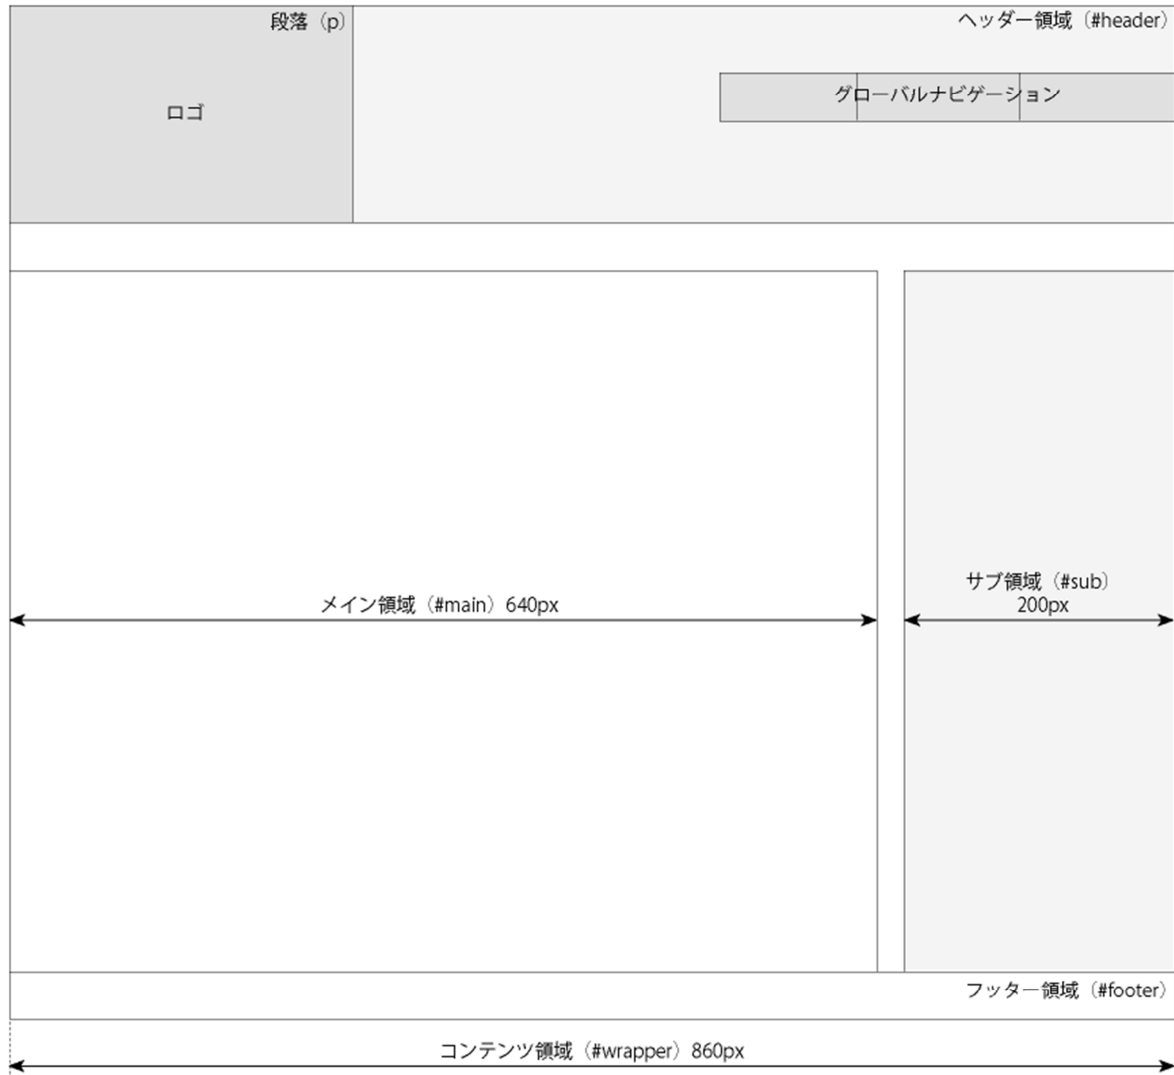 段落（p）
ヘッダー領域（#header）
ロゴ
グローバルナビゲーション
サブ領域（#sub）
200px
メイン領域（#main）640px
フッター領域（#footer）
コンテンツ領域（#wrapper）860px